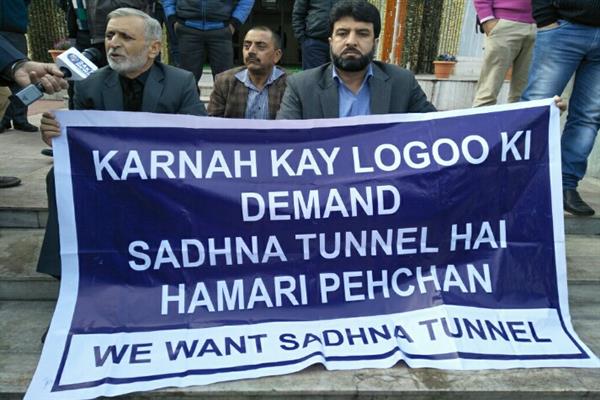 KARNAH KAY LOGOO KI
DEMAND
SADHNA TUNNEL HAI
HAMARI PEHCHAN
WE WANT SADHNA TUNNEL